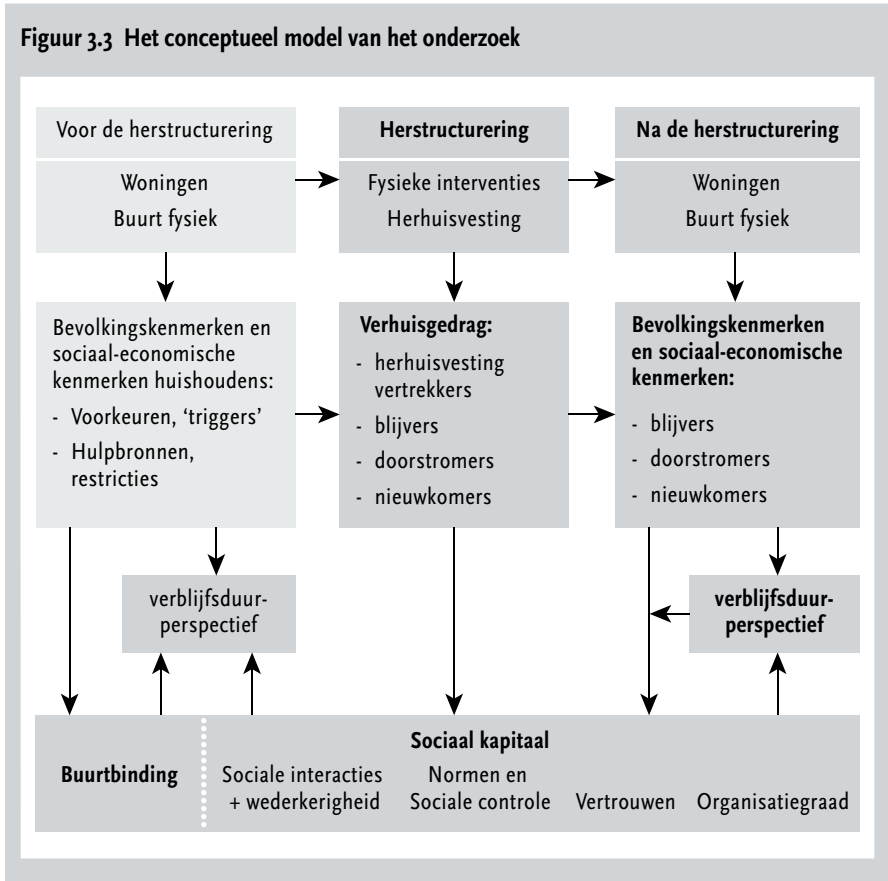 Figuur 3.3 Het conceptueel model van het onderzoek
Voor de herstructurering
Woningen
Buurt fysiek
Herstructurering
Fysieke interventies
Herhuisvesting
Na de herstructurering
Woningen
Buurt fysiek
Bevolkingskenmerken en
sociaal-economische
kenmerken huishoudens:
- Voorkeuren, ‘triggers’
- Hulpbronnen,
restricties
Verhuisgedrag:
- herhuisvesting
vertrekkers
- blijvers
- doorstromers
- nieuwkomers
Bevolkingskenmerken
en sociaal-economische
kenmerken:
- blijvers
- doorstromers
- nieuwkomers
verblijfsduur-
perspectief
verblijfsduur-
perspectief
Buurtbinding
Sociaal kapitaal
Sociale interacties
+ wederkerigheid
Normen en
Sociale controle
Vertrouwen
Organisatiegraad